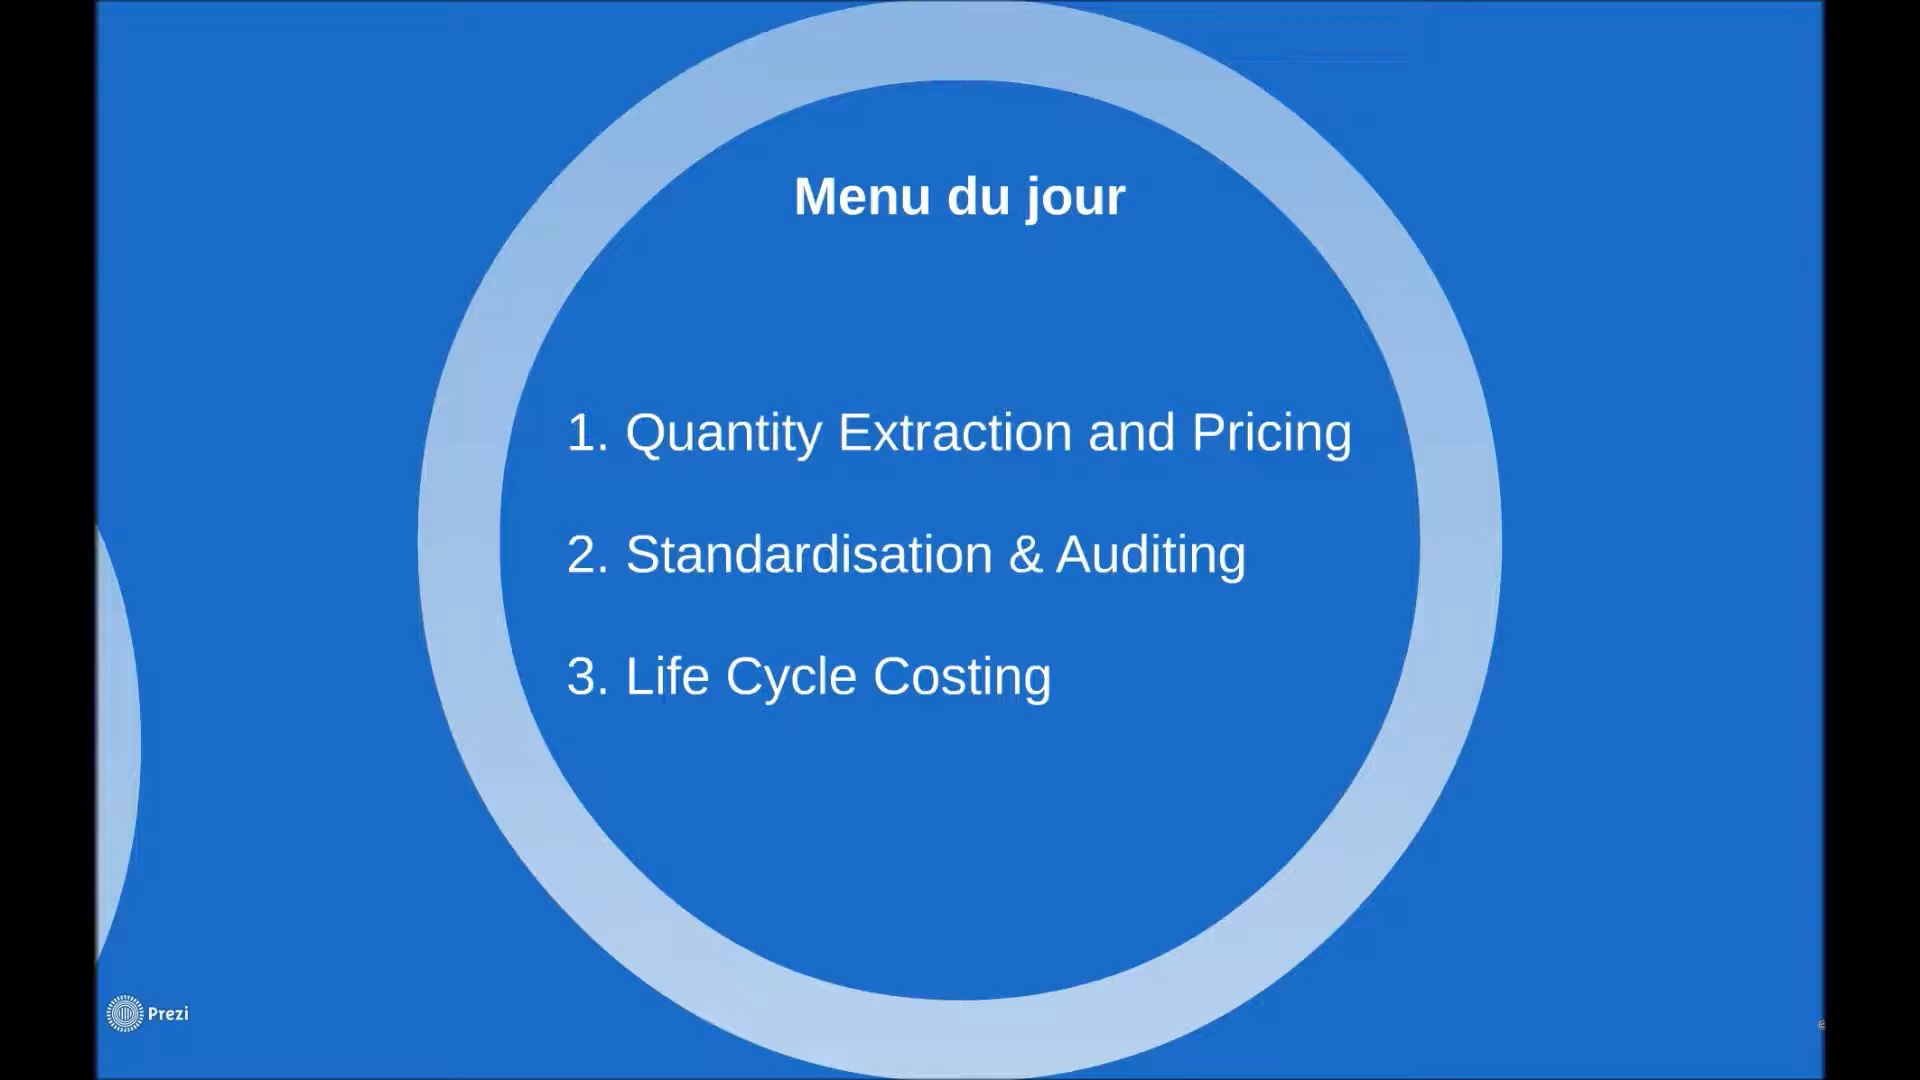 Menu du jour
1. Quantity Extraction and Pricing
2. Standardisation & Auditing
3. Life Cycle Costing
Prezi